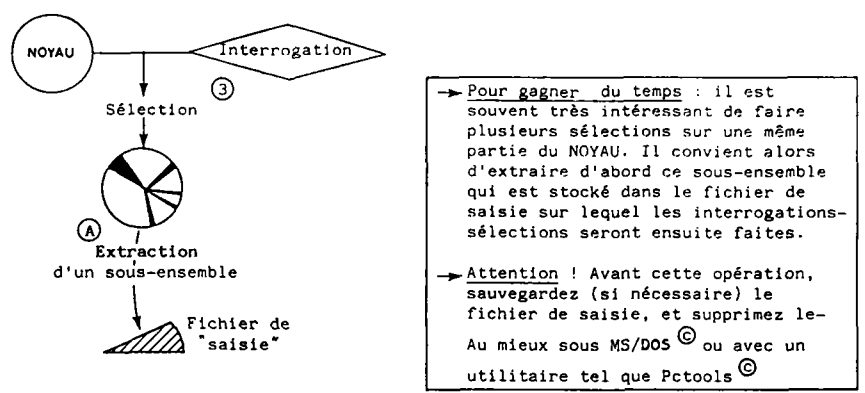 NOYAU
Interrogation
③
Sélection
Ⓐ
Extraction
d'un sous-ensemble
Fichier de
"saisie"
→ Pour gagner du temps : il est
souvent très intéressant de faire
plusieurs sélections sur une même
partie du NOYAU. Il convient alors
d'extraire d'abord ce sous-ensemble
qui est stocké dans le fichier de
saisie sur lequel les interrogations-
sélections seront ensuite faites.
→ Attention ! Avant cette opération,
sauvegardez (si nécessaire) le
fichier de saisie, et supprimez le-
Au mieux sous MS/DOS © ou avec un
utilitaire tel que Pctools ©